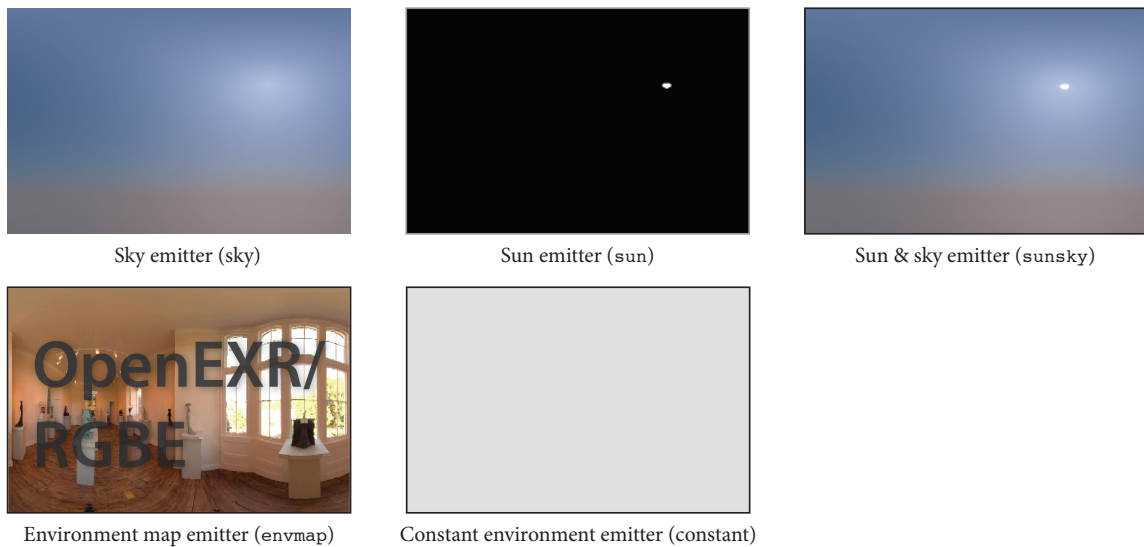 Sky emitter (sky)
Sun emitter (sun)
Sun & sky emitter (sunsky)
OpenEXR/
RGBE
Environment map emitter (envmap)
Constant environment emitter (constant)